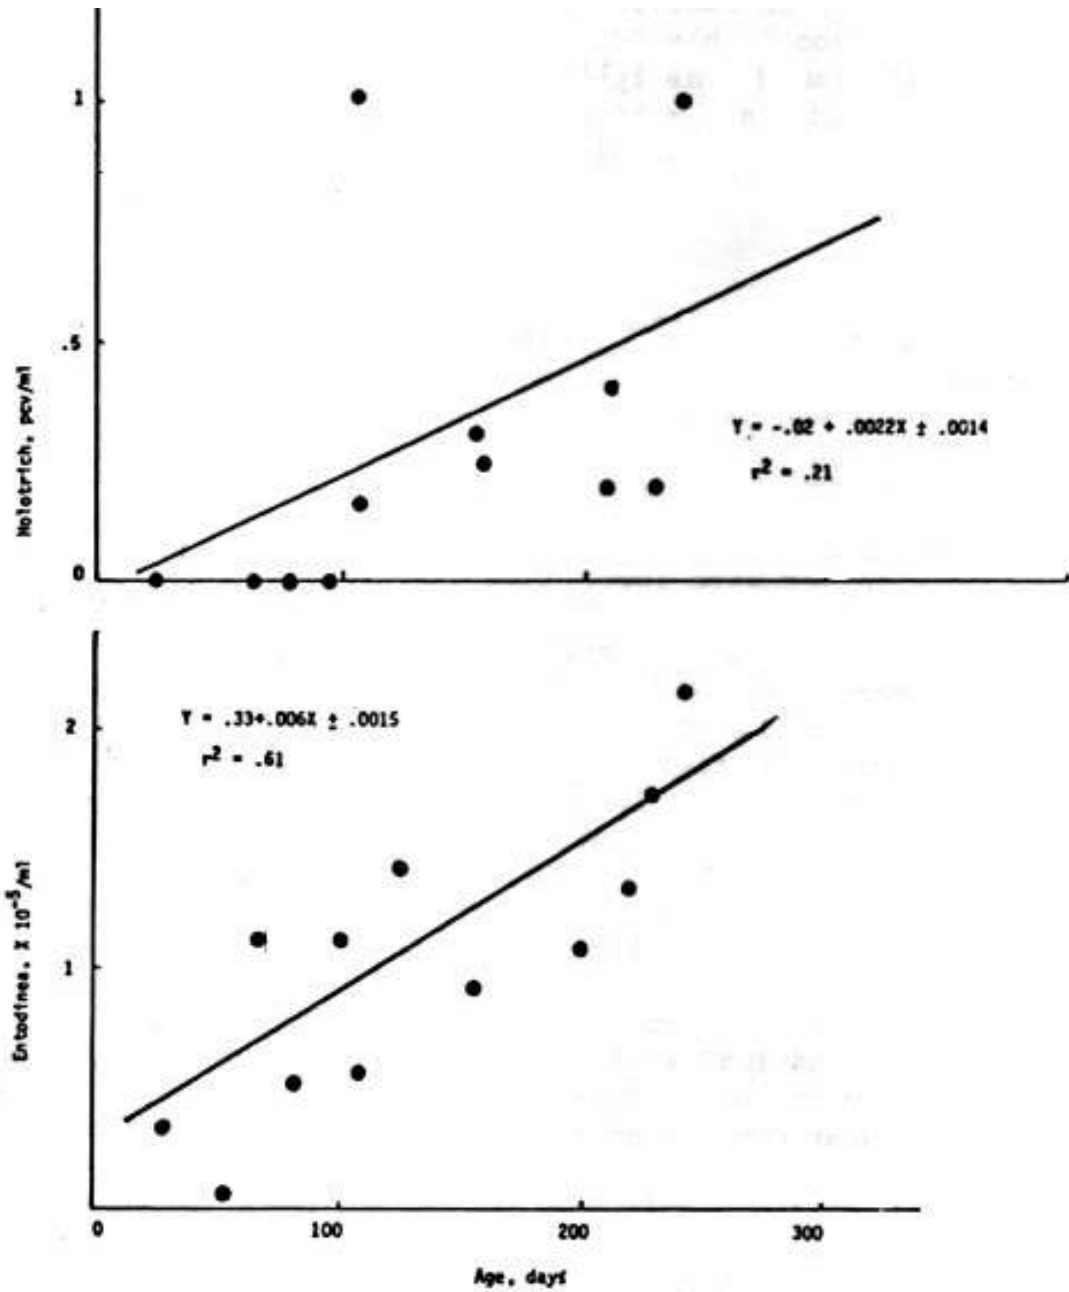 1
.5
0
Holotrich, pcv/ml
Y = -.02 + .0022X ± .0014
r² = .21
2
1
Entodinea, X 10⁻⁵/ml
Y = .33+.006X ± .0015
r² = .61
0 100 200 300
Age, days